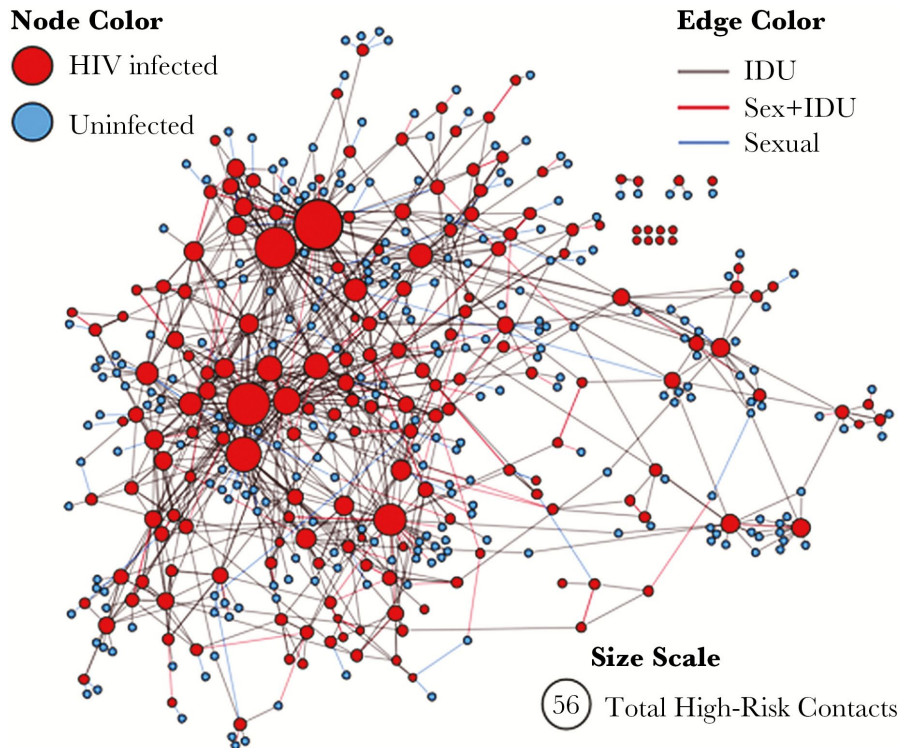 Node Color
HIV infected
Uninfected
Edge Color
IDU
Sex+IDU
Sexual
Size Scale
56 Total High-Risk Contacts